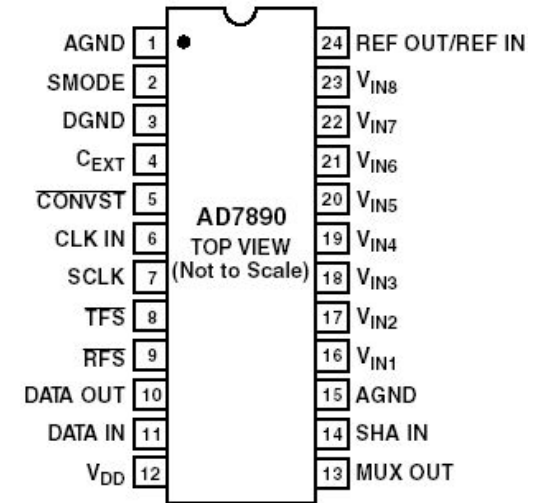 AGND 1 24 REF OUT/REF IN
SMODE 2 23 VIN8
DGND 3 22 VIN7
CEXT 4 21 VIN6
CONVST 5 20 VIN5
CLK IN 6 19 VIN4
SCLK 7 18 VIN3
TFS 8 17 VIN2
RFS 9 16 VIN1
DATA OUT 10 15 AGND
DATA IN 11 14 SHA IN
VDD 12 13 MUX OUT
AD7890
TOP VIEW
(Not to Scale)